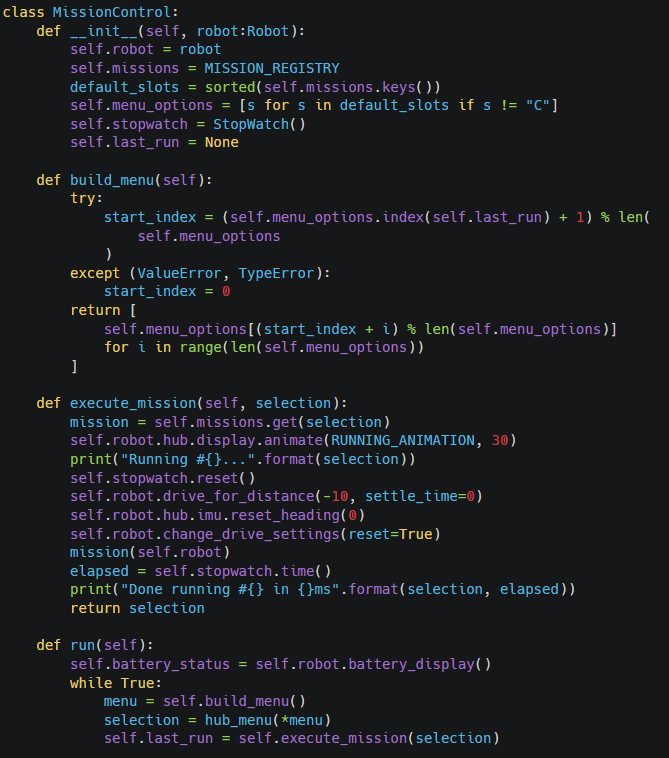 class MissionControl:
    def __init__(self, robot:Robot):
        self.robot = robot
        self.missions = MISSION_REGISTRY
        default_slots = sorted(self.missions.keys())
        self.menu_options = [s for s in default_slots if s != "C"]
        self.stopwatch = StopWatch()
        self.last_run = None

    def build_menu(self):
        try:
            start_index = (self.menu_options.index(self.last_run) + 1) % len(
                self.menu_options
            )
        except (ValueError, TypeError):
            start_index = 0
        return [
            self.menu_options[(start_index + i) % len(self.menu_options)]
            for i in range(len(self.menu_options))
        ]

    def execute_mission(self, selection):
        mission = self.missions.get(selection)
        self.robot.hub.display.animate(RUNNING_ANIMATION, 30)
        print("Running #{}...".format(selection))
        self.stopwatch.reset()
        self.robot.drive_for_distance(-10, settle_time=0)
        self.robot.hub.imu.reset_heading(0)
        self.robot.change_drive_settings(reset=True)
        mission(self.robot)
        elapsed = self.stopwatch.time()
        print("Done running #{} in {}ms".format(selection, elapsed))
        return selection

    def run(self):
        self.battery_status = self.robot.battery_display()
        while True:
            menu = self.build_menu()
            selection = hub_menu(*menu)
            self.last_run = self.execute_mission(selection)